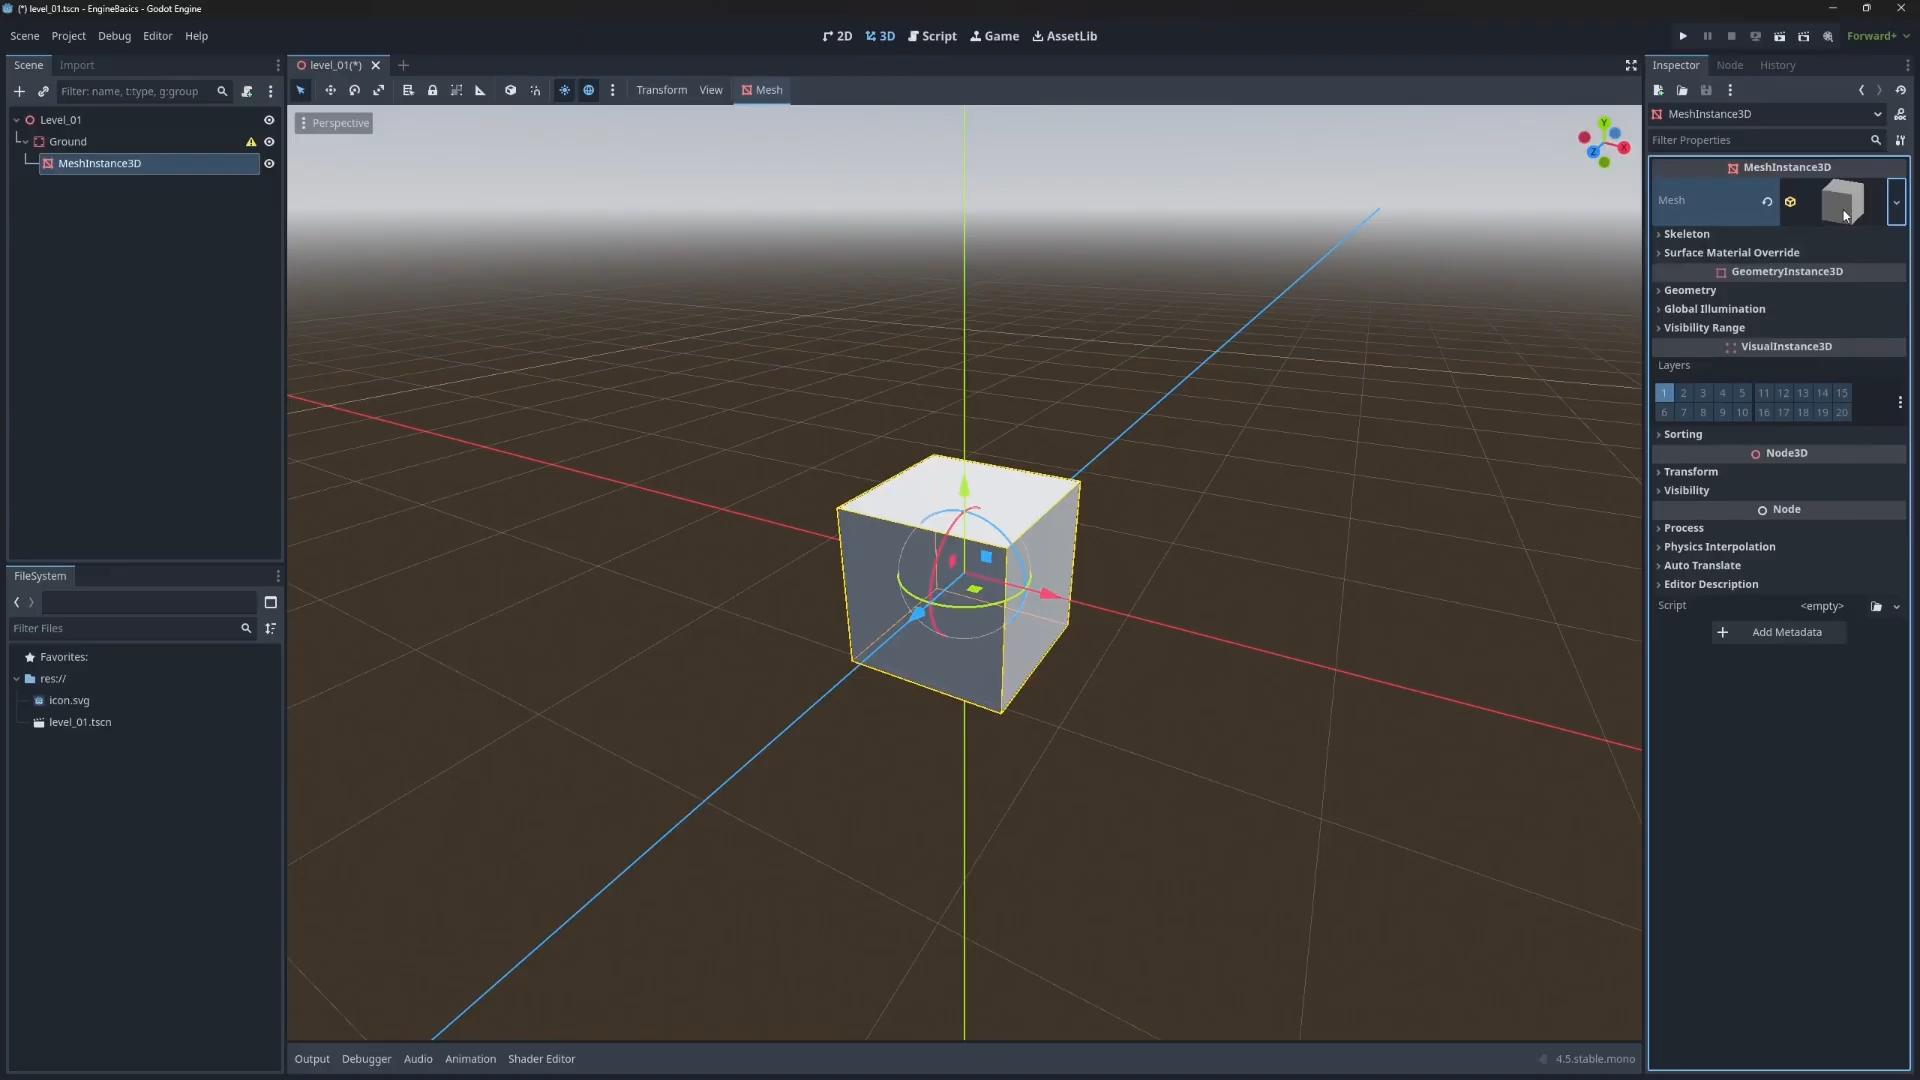 (*) level_01.tscn - EngineBasics - Godot Engine
Scene Project Debug Editor Help
2D 3D Script Game AssetLib
Forward+
Scene Import
level_01(*)
Inspector Node History
Filter: name, t:type, g:group
Transform View Mesh
Level_01
Ground
MeshInstance3D
Perspective
Y
X
Z
MeshInstance3D
Filter Properties
MeshInstance3D
Mesh
Skeleton
Surface Material Override
GeometryInstance3D
Geometry
Global Illumination
Visibility Range
VisualInstance3D
Layers
1 2 3 4 5 11 12 13 14 15
6 7 8 9 10 16 17 18 19 20
Sorting
Node3D
Transform
Visibility
Node
Process
Physics Interpolation
Auto Translate
Editor Description
Script <empty>
Add Metadata
FileSystem
Filter Files
Favorites:
res://
icon.svg
level_01.tscn
Output Debugger Audio Animation Shader Editor
4.5.stable.mono